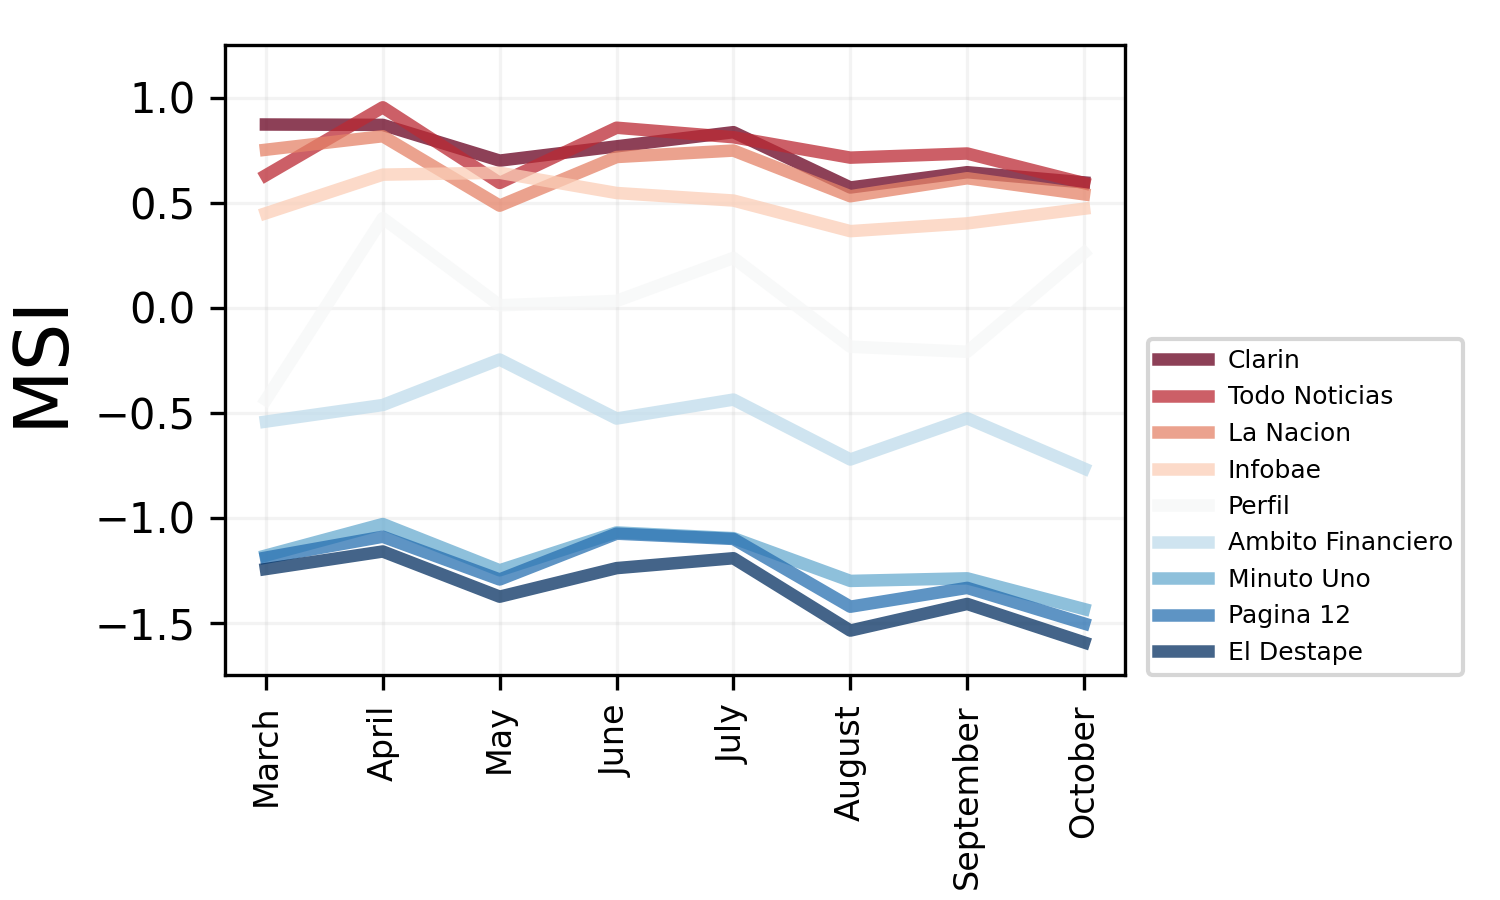 MSI
1.0
0.5
0.0
−0.5
−1.0
−1.5
March
April
May
June
July
August
September
October
Clarin
Todo Noticias
La Nacion
Infobae
Perfil
Ambito Financiero
Minuto Uno
Pagina 12
El Destape